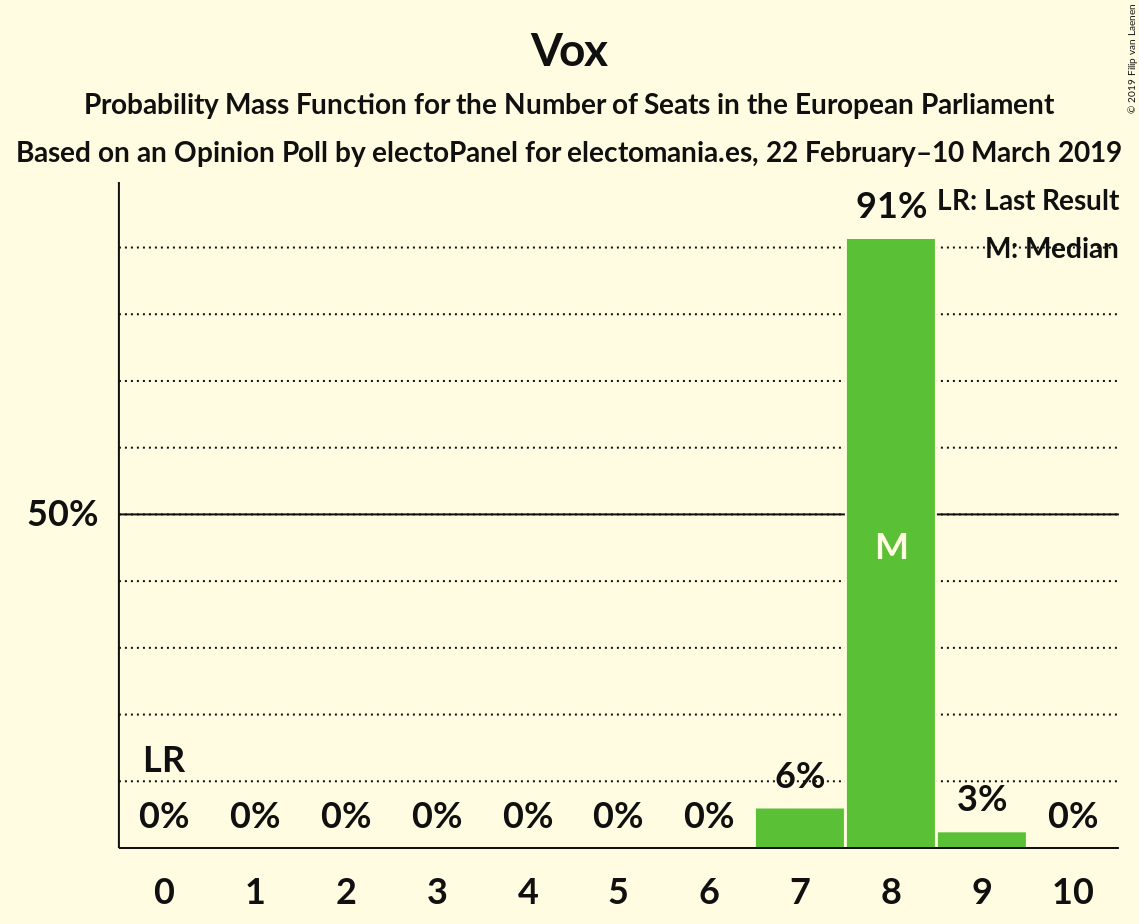 Vox
Probability Mass Function for the Number of Seats in the European Parliament
Based on an Opinion Poll by electoPanel for electomania.es, 22 February–10 March 2019
© 2019 Filip van Laenen
91%
LR: Last Result
M: Median
50%
M
LR
0%
0%
0%
0%
0%
0%
0%
6%
3%
0%
0 1 2 3 4 5 6 7 8 9 10